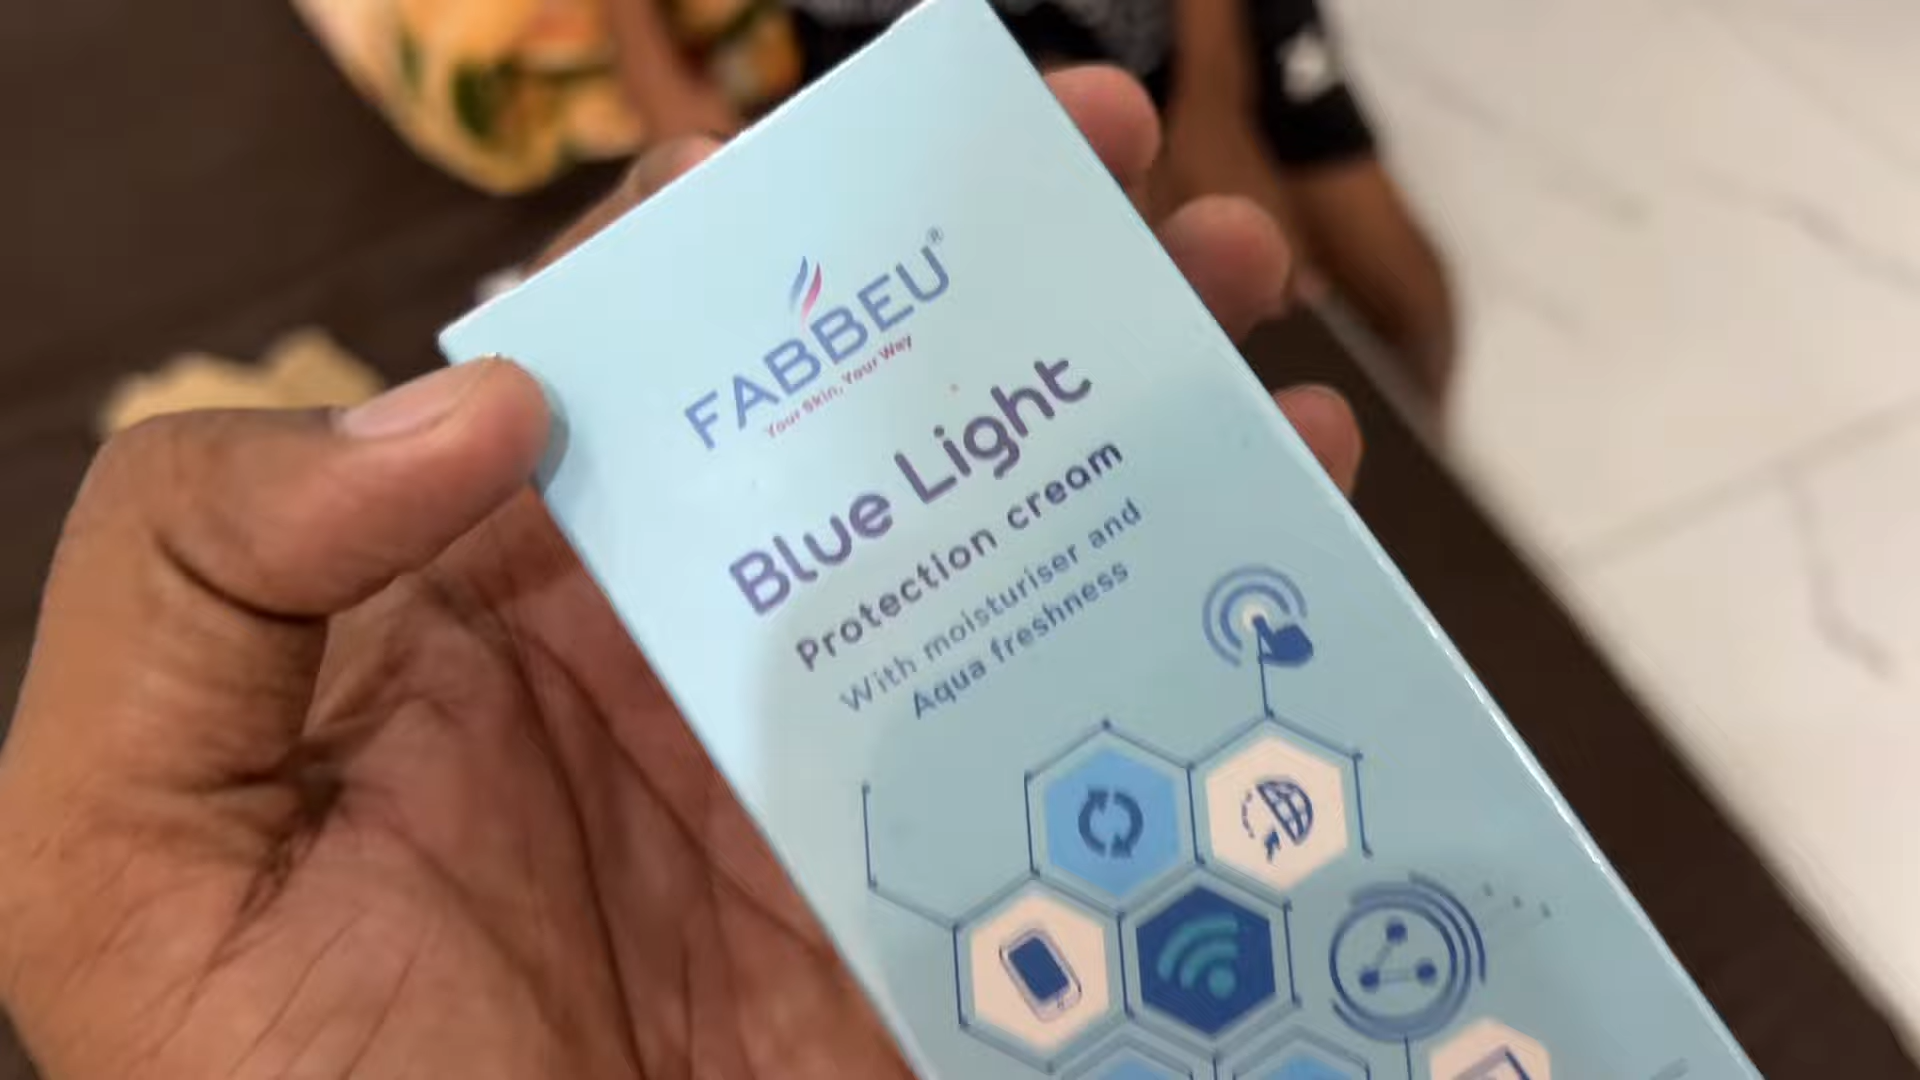 FABBEU®
Your Skin, Your Way
Blue Light
Protection cream
With moisturiser and
Aqua freshness